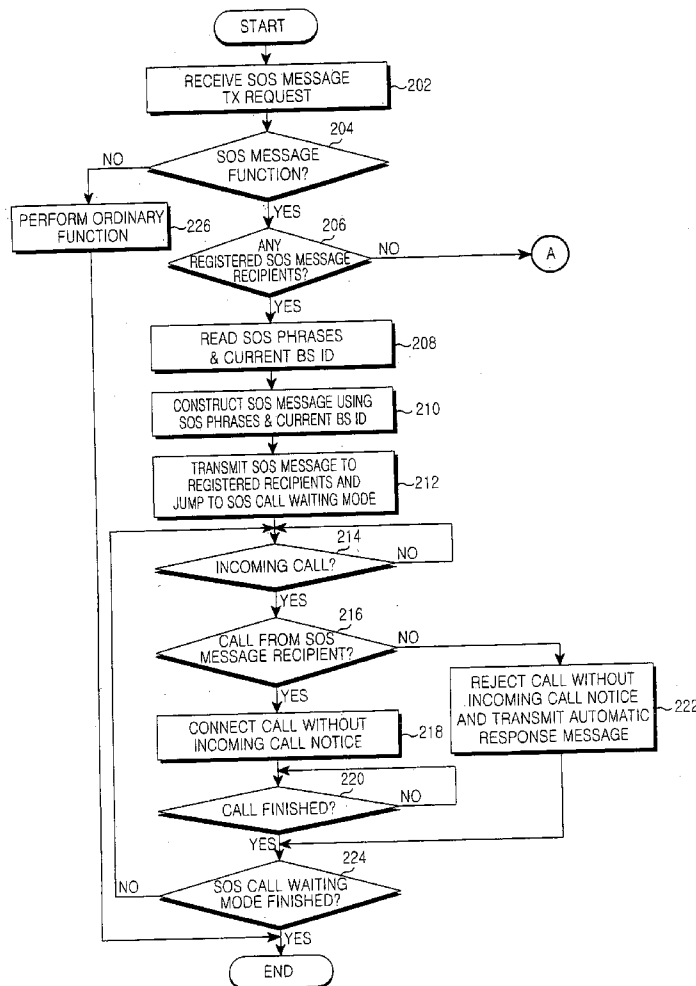 START
RECEIVE SOS MESSAGE
TX REQUEST
202
204
SOS MESSAGE
FUNCTION?
NO
YES
PERFORM ORDINARY
FUNCTION
226
206
ANY
REGISTERED SOS MESSAGE
RECIPIENTS?
NO
A
YES
READ SOS PHRASES
& CURRENT BS ID
208
CONSTRUCT SOS MESSAGE USING
SOS PHRASES & CURRENT BS ID
210
TRANSMIT SOS MESSAGE TO
REGISTERED RECIPIENTS AND
JUMP TO SOS CALL WAITING MODE
212
214
INCOMING CALL?
NO
YES
216
CALL FROM SOS
MESSAGE RECIPIENT?
NO
YES
REJECT CALL WITHOUT
INCOMING CALL NOTICE
AND TRANSMIT AUTOMATIC
RESPONSE MESSAGE
222
CONNECT CALL WITHOUT
INCOMING CALL NOTICE
218
220
CALL FINISHED?
NO
YES
224
SOS CALL WAITING
MODE FINISHED?
NO
YES
END